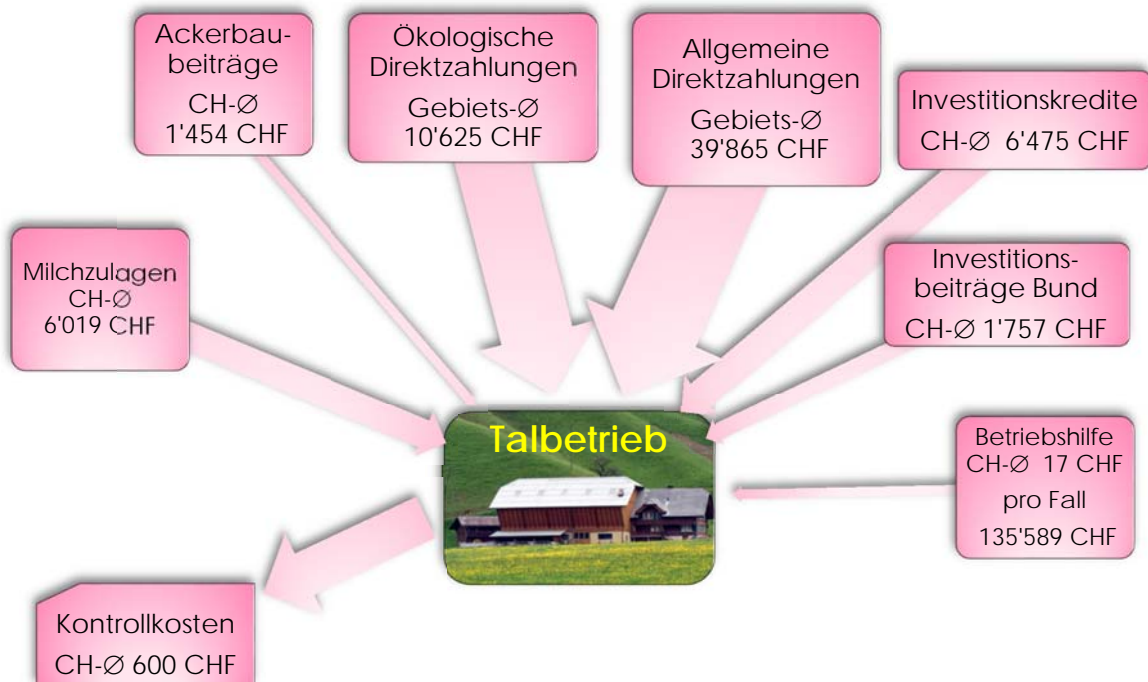 Ackerbau-
beiträge
CH-Ø
1'454 CHF
Ökologische
Direktzahlungen
Gebiets-Ø
10'625 CHF
Allgemeine
Direktzahlungen
Gebiets-Ø
39'865 CHF
Investitionskredite
CH-Ø 6'475 CHF
Milchzulagen
CH-Ø
6'019 CHF
Investitions-
beiträge Bund
CH-Ø 1'757 CHF
Talbetrieb
Betriebshilfe
CH-Ø 17 CHF
pro Fall
135'589 CHF
Kontrollkosten
CH-Ø 600 CHF